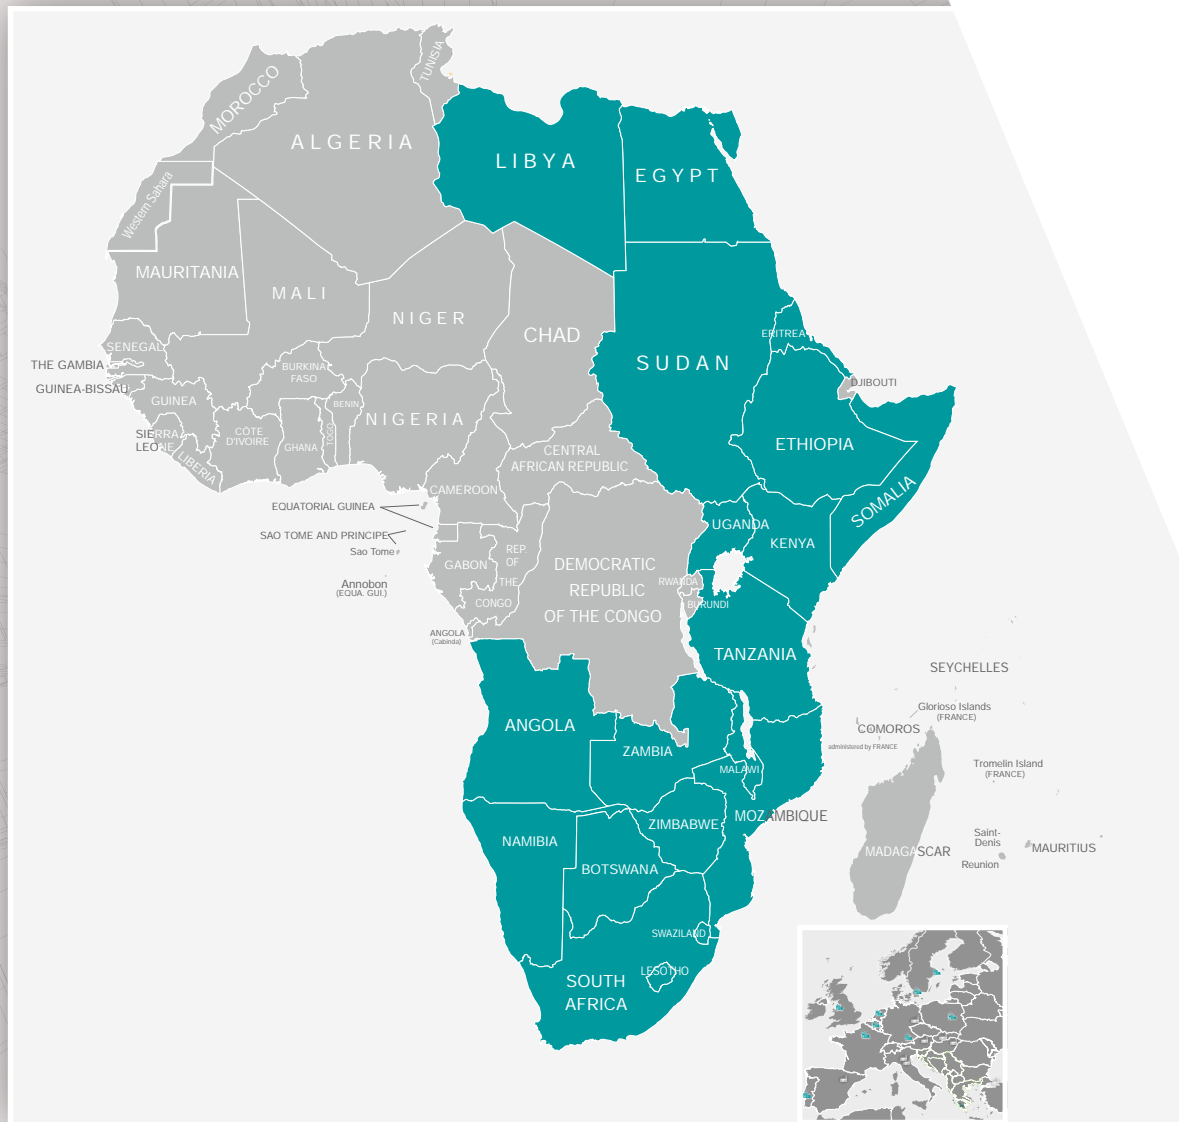 TUNISIA
MOROCCO
ALGERIA
LIBYA
EGYPT
Western Sahara
MAURITANIA
MALI
NIGER
CHAD
SUDAN
ERITREA
SENEGAL
THE GAMBIA
GUINEA-BISSAU
GUINEA
SIERRA
LEONE
LIBERIA
CÔTE
D'IVOIRE
BURKINA
FASO
GHANA
TOGO
BENIN
NIGERIA
DJIBOUTI
ETHIOPIA
SOMALIA
CENTRAL
AFRICAN REPUBLIC
CAMEROON
EQUATORIAL GUINEA
SAO TOME AND PRINCIPE
Sao Tome
Annobon
(EQUA. GUI.)
GABON
REP.
OF
THE
CONGO
DEMOCRATIC
REPUBLIC
OF THE CONGO
UGANDA
KENYA
RWANDA
BURUNDI
TANZANIA
ANGOLA
(Cabinda)
ANGOLA
ZAMBIA
MALAWI
MOZAMBIQUE
ZIMBABWE
NAMIBIA
BOTSWANA
SWAZILAND
LESOTHO
SOUTH
AFRICA
SEYCHELLES
Glorioso Islands
(FRANCE)
COMOROS
administered by FRANCE
Tromelin Island
(FRANCE)
MADAGASCAR
Saint-
Denis
Reunion
MAURITIUS